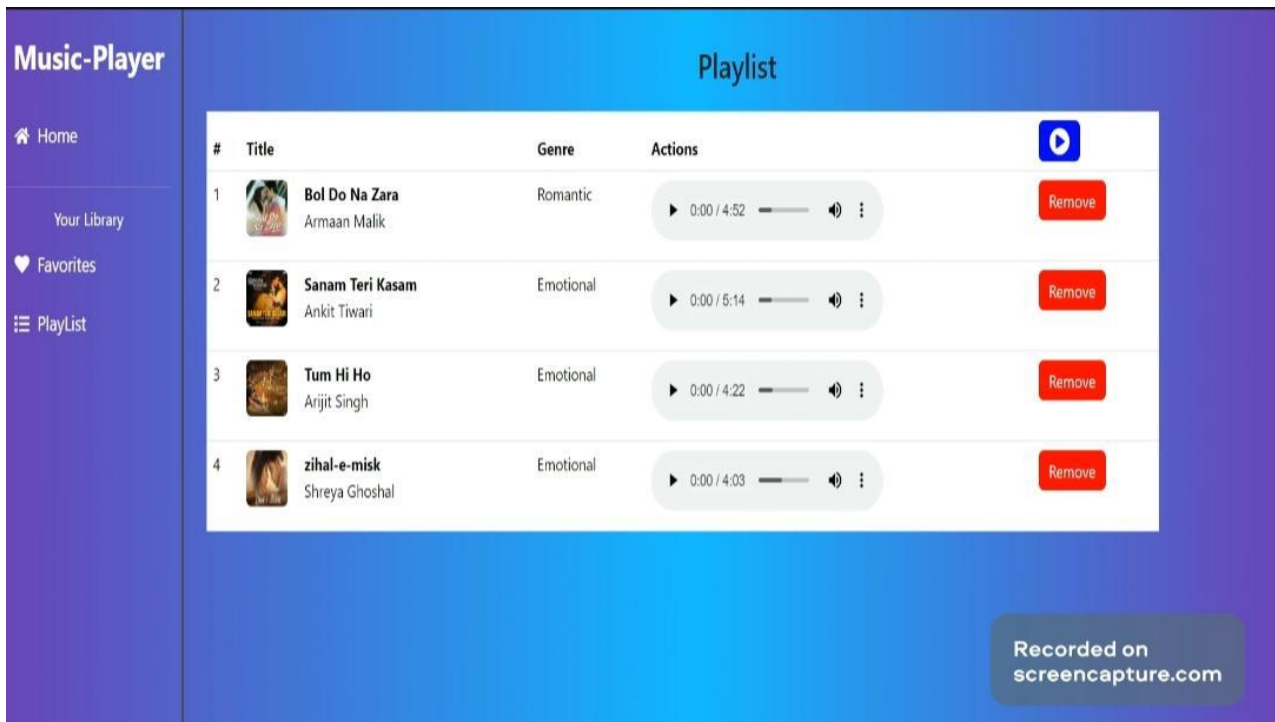 Music-Player
Home
Your Library
Favorites
PlayList
Playlist
# Title Genre Actions
1 Bol Do Na Zara Romantic 0:00 / 4:52 Remove
Armaan Malik
2 Sanam Teri Kasam Emotional 0:00 / 5:14 Remove
Ankit Tiwari
3 Tum Hi Ho Emotional 0:00 / 4:22 Remove
Arijit Singh
4 zihal-e-misk Emotional 0:00 / 4:03 Remove
Shreya Ghoshal
Recorded on
screencapture.com